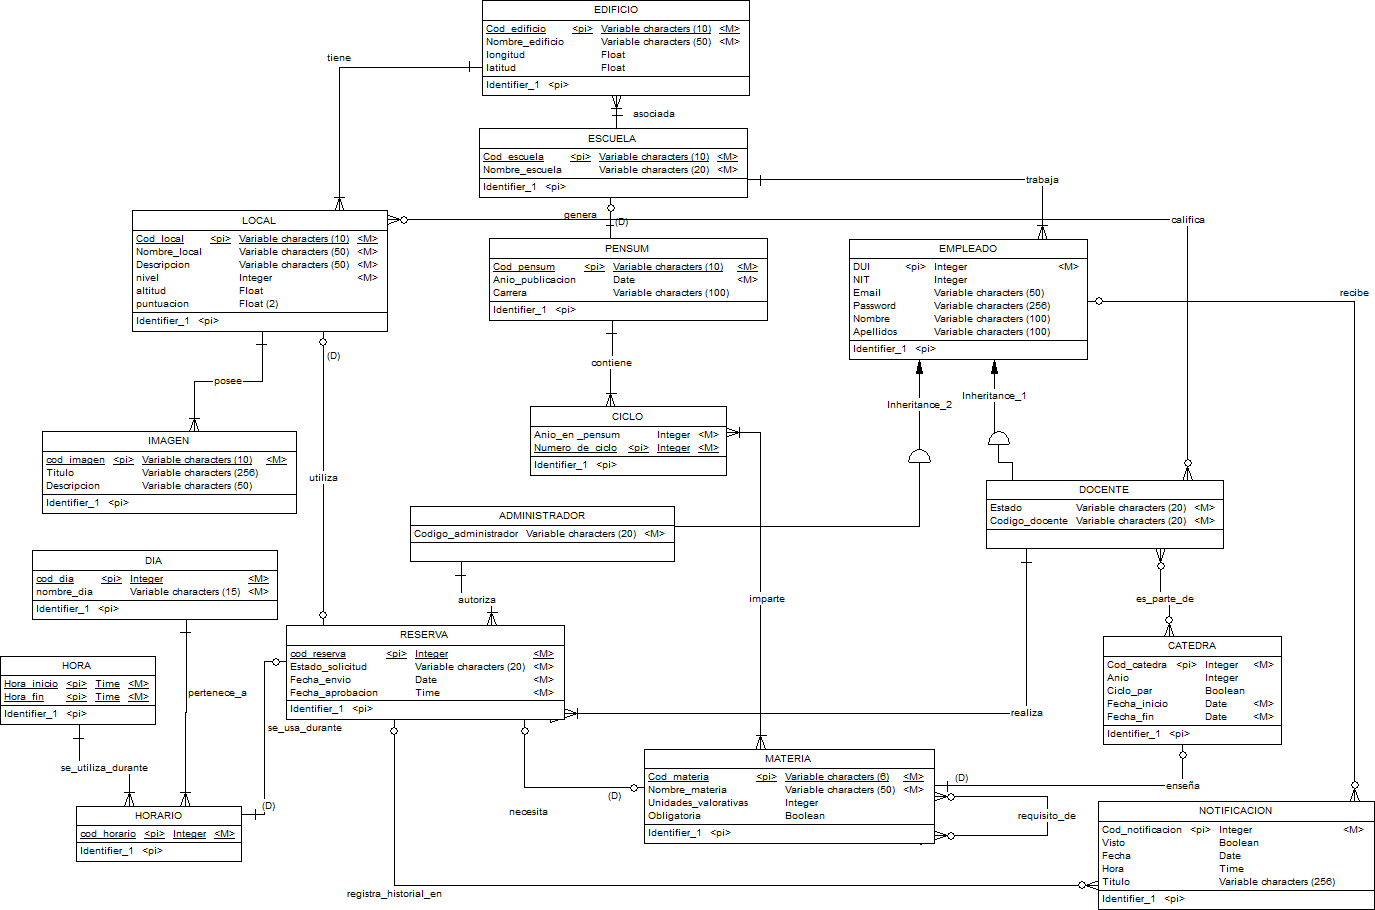 EDIFICIO
Cod_edificio <pi> Variable characters (10) <M>
Nombre_edificio Variable characters (50) <M>
longitud Float
latitud Float
Identifier_1 <pi>
tiene
asociada
ESCUELA
Cod_escuela <pi> Variable characters (10) <M>
Nombre_escuela Variable characters (20) <M>
Identifier_1 <pi>
trabaja
genera
(D)
califica
LOCAL
Cod_local <pi> Variable characters (10) <M>
Nombre_local Variable characters (50) <M>
Descripcion Variable characters (50) <M>
nivel Integer <M>
altitud Float
puntuacion Float (2)
Identifier_1 <pi>
PENSUM
Cod_pensum <pi> Variable characters (10) <M>
Anio_publicacion Date <M>
Carrera Variable characters (100)
Identifier_1 <pi>
EMPLEADO
DUI <pi> Integer <M>
NIT Integer
Email Variable characters (50)
Password Variable characters (256)
Nombre Variable characters (100)
Apellidos Variable characters (100)
Identifier_1 <pi>
recibe
(D)
contiene
posee
Inheritance_2
Inheritance_1
CICLO
Anio_en _pensum Integer <M>
Numero_de_ciclo <pi> Integer <M>
Identifier_1 <pi>
IMAGEN
cod_imagen <pi> Variable characters (10) <M>
Titulo Variable characters (256)
Descripcion Variable characters (50)
Identifier_1 <pi>
utiliza
DOCENTE
Estado Variable characters (20) <M>
Codigo_docente Variable characters (20) <M>
ADMINISTRADOR
Codigo_administrador Variable characters (20) <M>
DIA
cod_dia <pi> Integer <M>
nombre_dia Variable characters (15) <M>
Identifier_1 <pi>
autoriza
imparte
es_parte_de
RESERVA
cod_reserva <pi> Integer <M>
Estado_solicitud Variable characters (20) <M>
Fecha_envio Date <M>
Fecha_aprobacion Time <M>
Identifier_1 <pi>
CATEDRA
Cod_catedra <pi> Integer <M>
Anio Integer
Ciclo_par Boolean
Fecha_inicio Date <M>
Fecha_fin Date <M>
Identifier_1 <pi>
HORA
Hora_inicio <pi> Time <M>
Hora_fin <pi> Time <M>
Identifier_1 <pi>
pertenece_a
se_usa_durante
realiza
se_utiliza_durante
MATERIA
Cod_materia <pi> Variable characters (6) <M>
Nombre_materia Variable characters (50) <M>
Unidades_valorativas Integer
Obligatoria Boolean
Identifier_1 <pi>
(D)
enseña
(D)
(D)
necesita
requisito_de
HORARIO
cod_horario <pi> Integer <M>
Identifier_1 <pi>
NOTIFICACION
Cod_notificacion <pi> Integer <M>
Visto Boolean
Fecha Date
Hora Time
Titulo Variable characters (256)
Identifier_1 <pi>
registra_historial_en